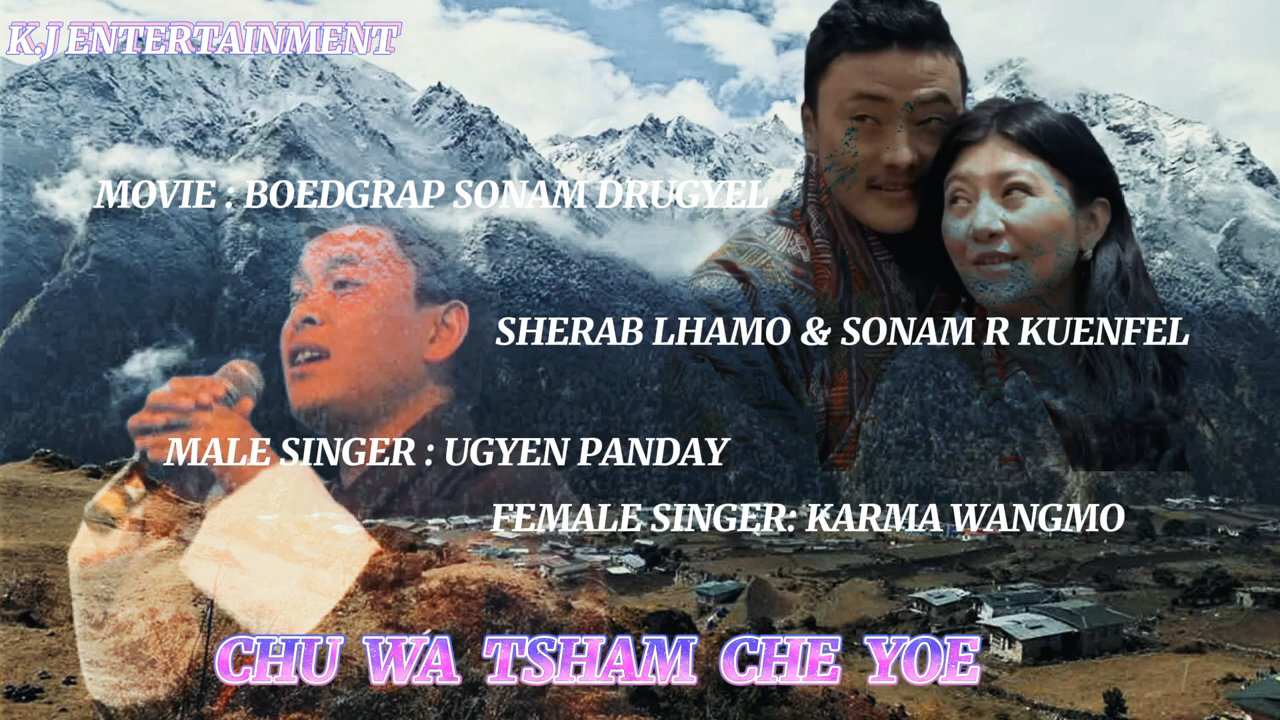 K.J ENTERTAINMENT
MOVIE : BOEDGRAP SONAM DRUGYEL
SHERAB LHAMO & SONAM R KUENFEL
MALE SINGER : UGYEN PANDAY
FEMALE SINGER: KARMA WANGMO
CHU WA TSHAM CHE YOE